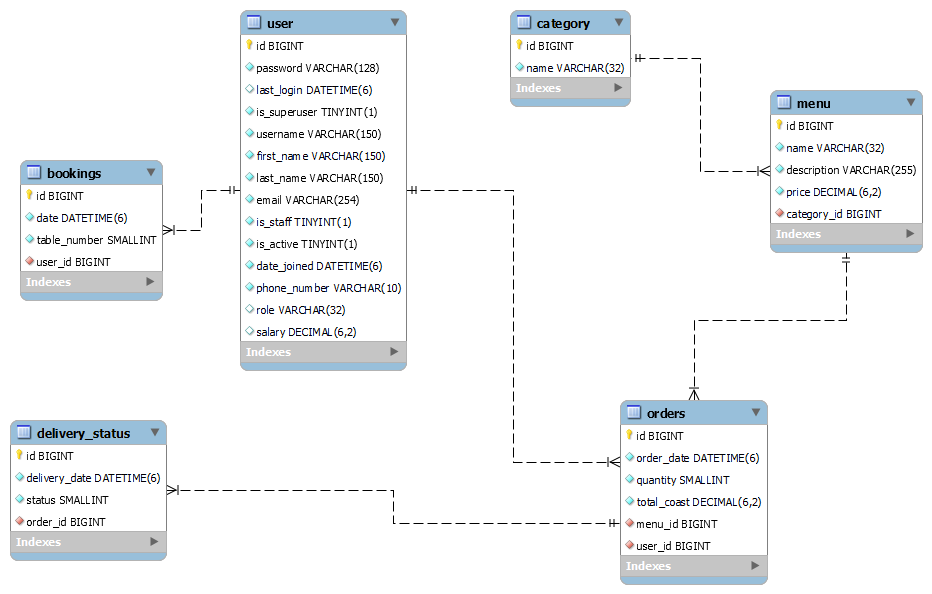 user
id BIGINT
password VARCHAR(128)
last_login DATETIME(6)
is_superuser TINYINT(1)
username VARCHAR(150)
first_name VARCHAR(150)
last_name VARCHAR(150)
email VARCHAR(254)
is_staff TINYINT(1)
is_active TINYINT(1)
date_joined DATETIME(6)
phone_number VARCHAR(10)
role VARCHAR(32)
salary DECIMAL(6,2)
Indexes
category
id BIGINT
name VARCHAR(32)
Indexes
menu
id BIGINT
name VARCHAR(32)
description VARCHAR(255)
price DECIMAL(6,2)
category_id BIGINT
Indexes
bookings
id BIGINT
date DATETIME(6)
table_number SMALLINT
user_id BIGINT
Indexes
delivery_status
id BIGINT
delivery_date DATETIME(6)
status SMALLINT
order_id BIGINT
Indexes
orders
id BIGINT
order_date DATETIME(6)
quantity SMALLINT
total_coast DECIMAL(6,2)
menu_id BIGINT
user_id BIGINT
Indexes